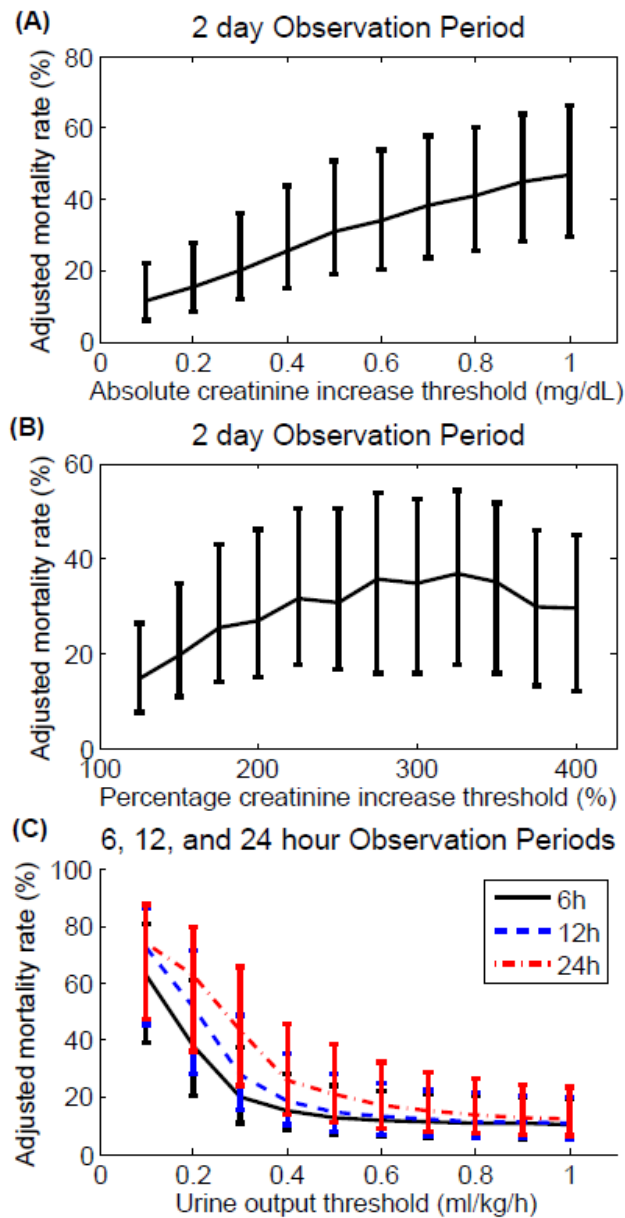 (A)
2 day Observation Period
Adjusted mortality rate (%)
80
60
40
20
0
0 0.2 0.4 0.6 0.8 1
Absolute creatinine increase threshold (mg/dL)
(B)
2 day Observation Period
Adjusted mortality rate (%)
60
40
20
0
100 200 300 400
Percentage creatinine increase threshold (%)
(C)
6, 12, and 24 hour Observation Periods
Adjusted mortality rate (%)
100
80
60
40
20
0
6h
12h
24h
0 0.2 0.4 0.6 0.8 1
Urine output threshold (ml/kg/h)